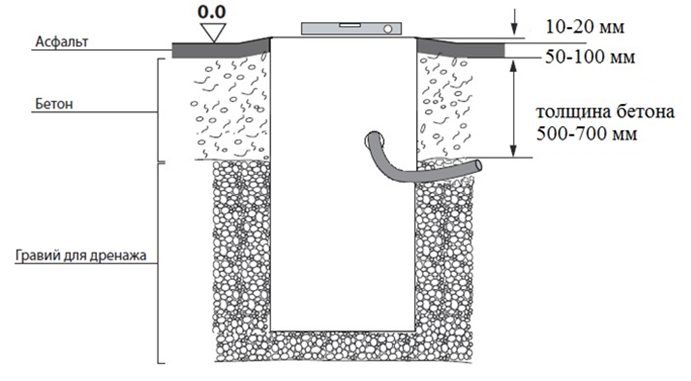 0.0
Асфальт
Бетон
Гравий для дренажа
10-20 мм
50-100 мм
толщина бетона
500-700 мм